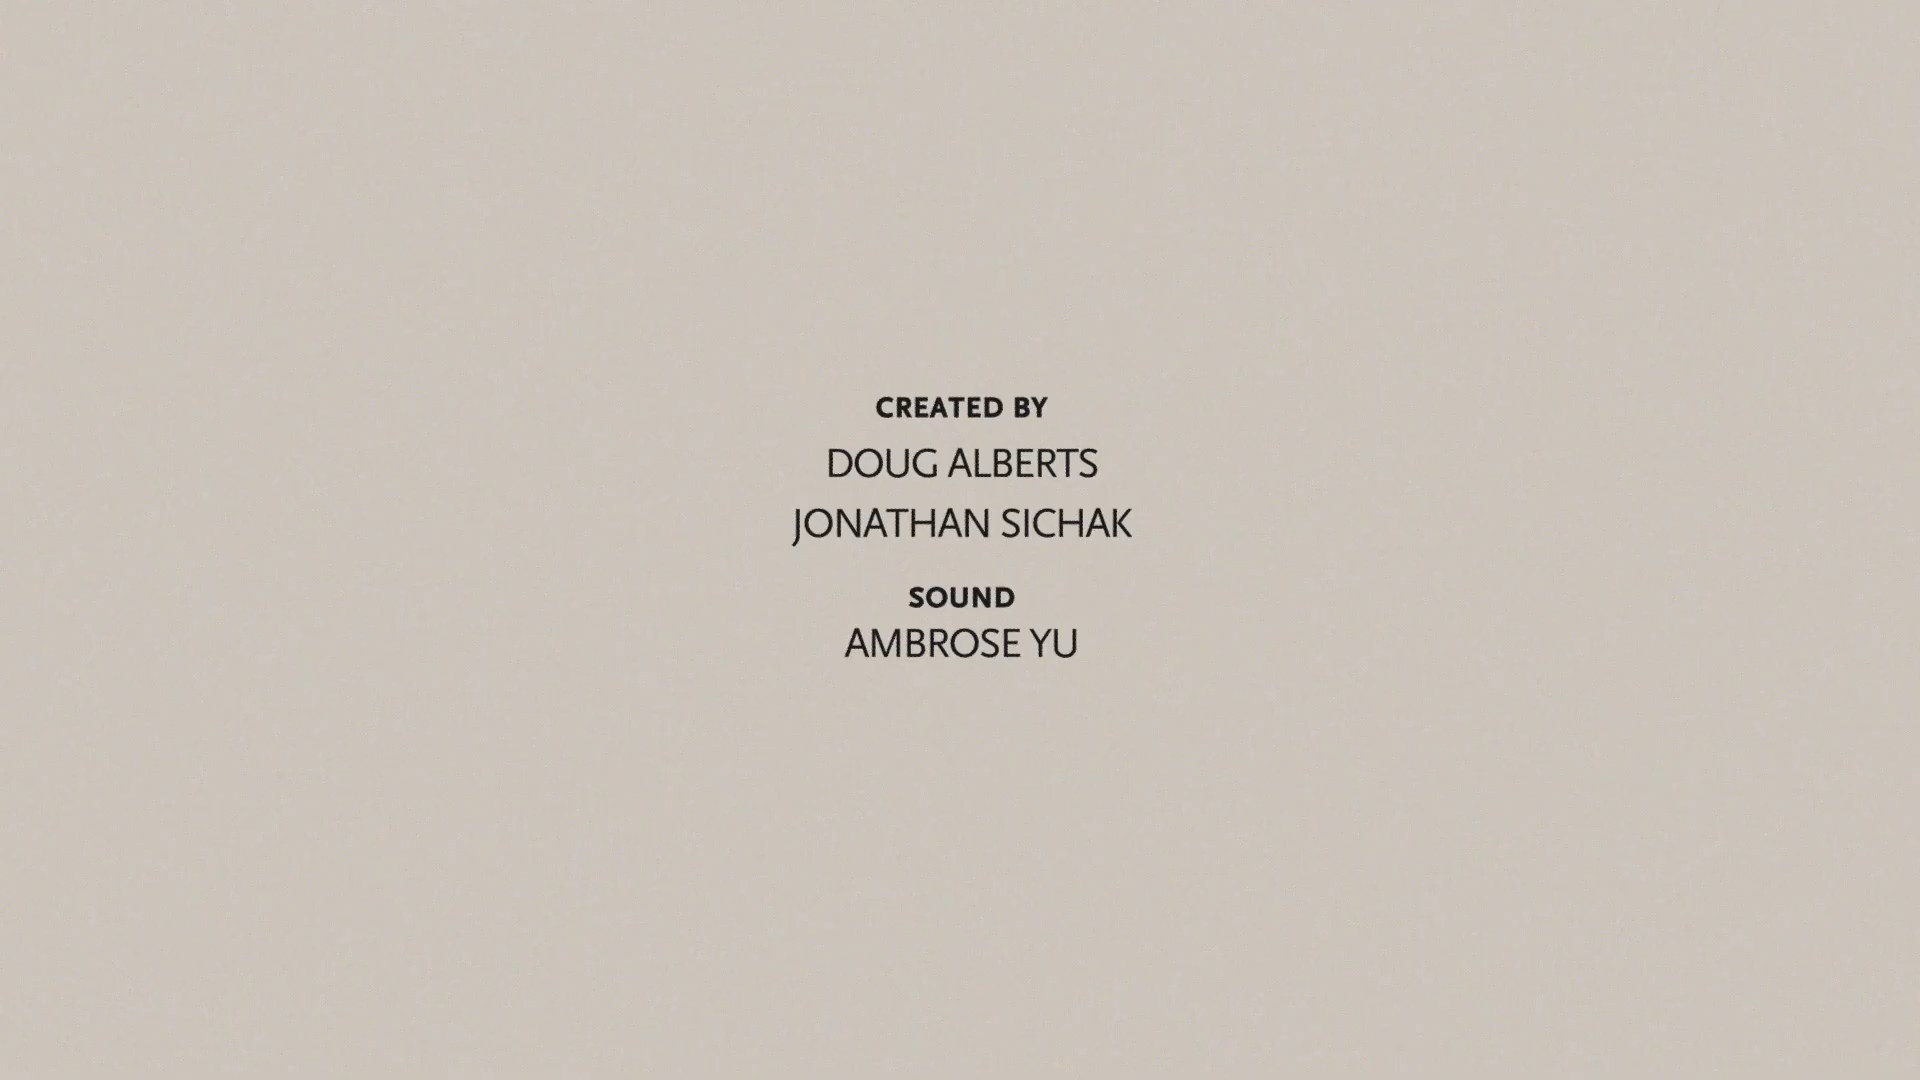 CREATED BY
DOUG ALBERTS
JONATHAN SICHAK
SOUND
AMBROSE YU